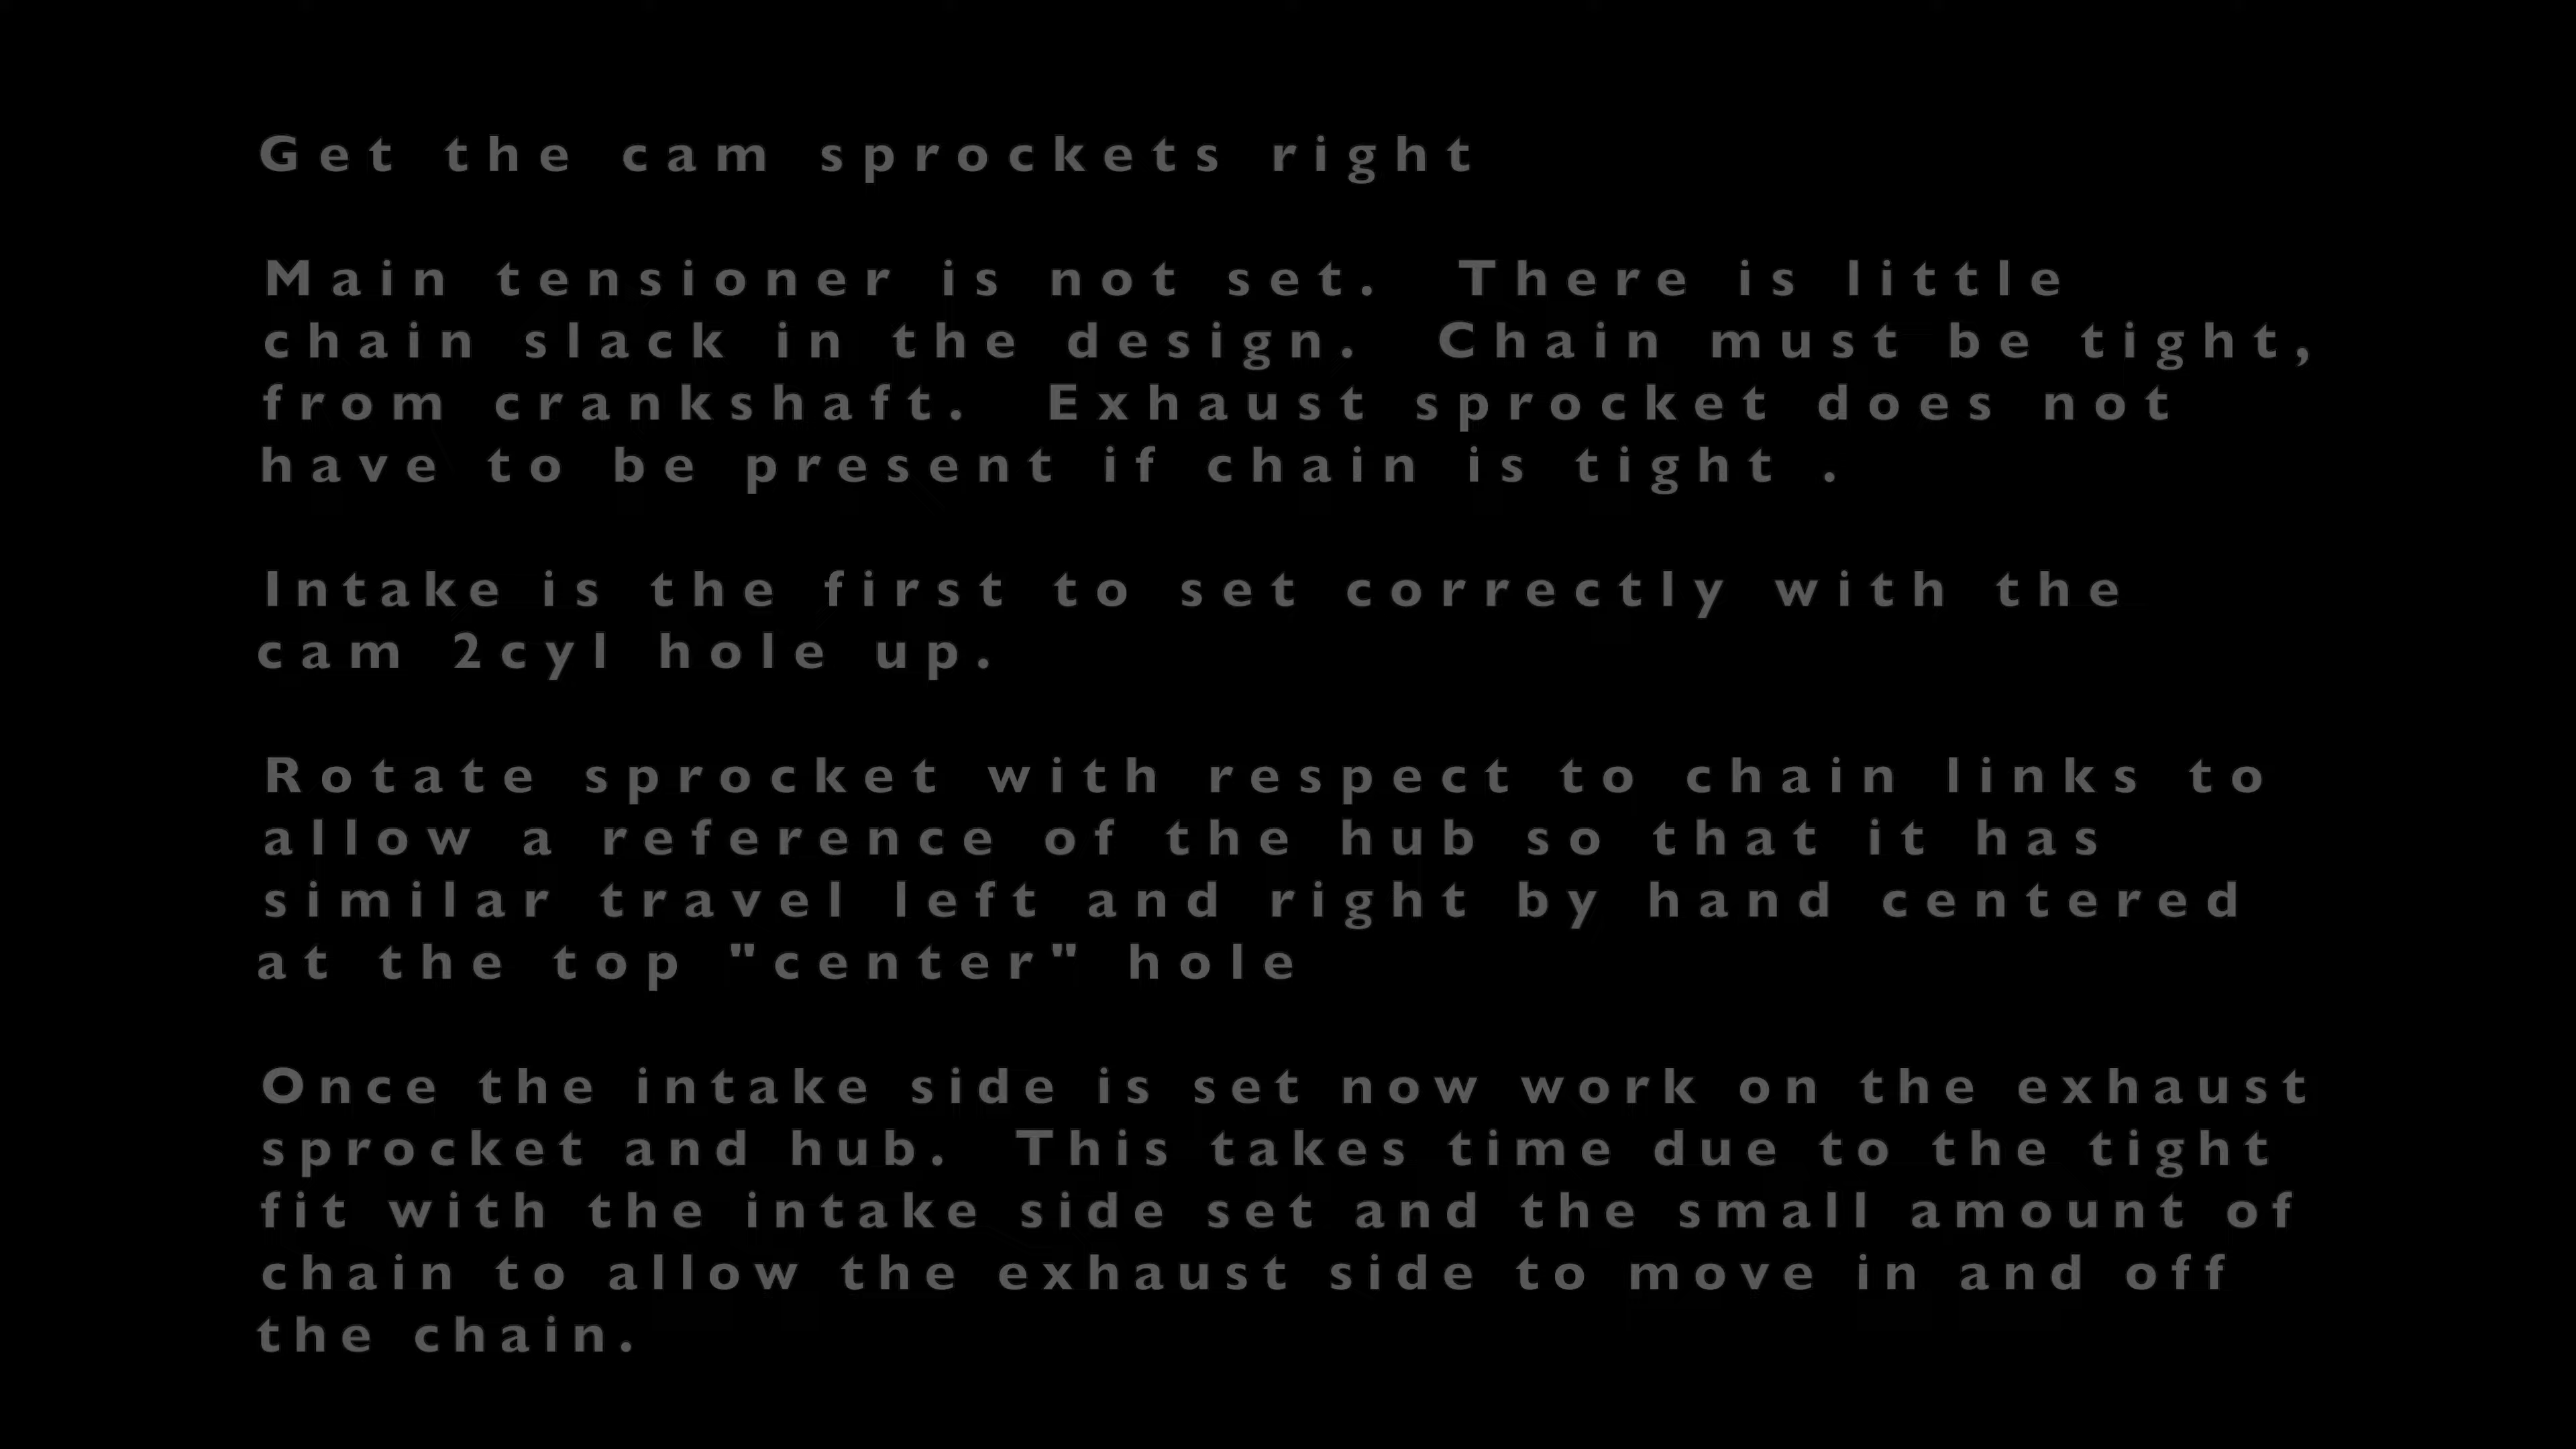 Get the cam sprockets right
Main tensioner is not set. There is little
chain slack in the design. Chain must be tight,
from crankshaft. Exhaust sprocket does not
have to be present if chain is tight .
Intake is the first to set correctly with the
cam 2cyl hole up.
Rotate sprocket with respect to chain links to
allow a reference of the hub so that it has
similar travel left and right by hand centered
at the top "center" hole
Once the intake side is set now work on the exhaust
sprocket and hub. This takes time due to the tight
fit with the intake side set and the small amount of
chain to allow the exhaust side to move in and off
the chain.